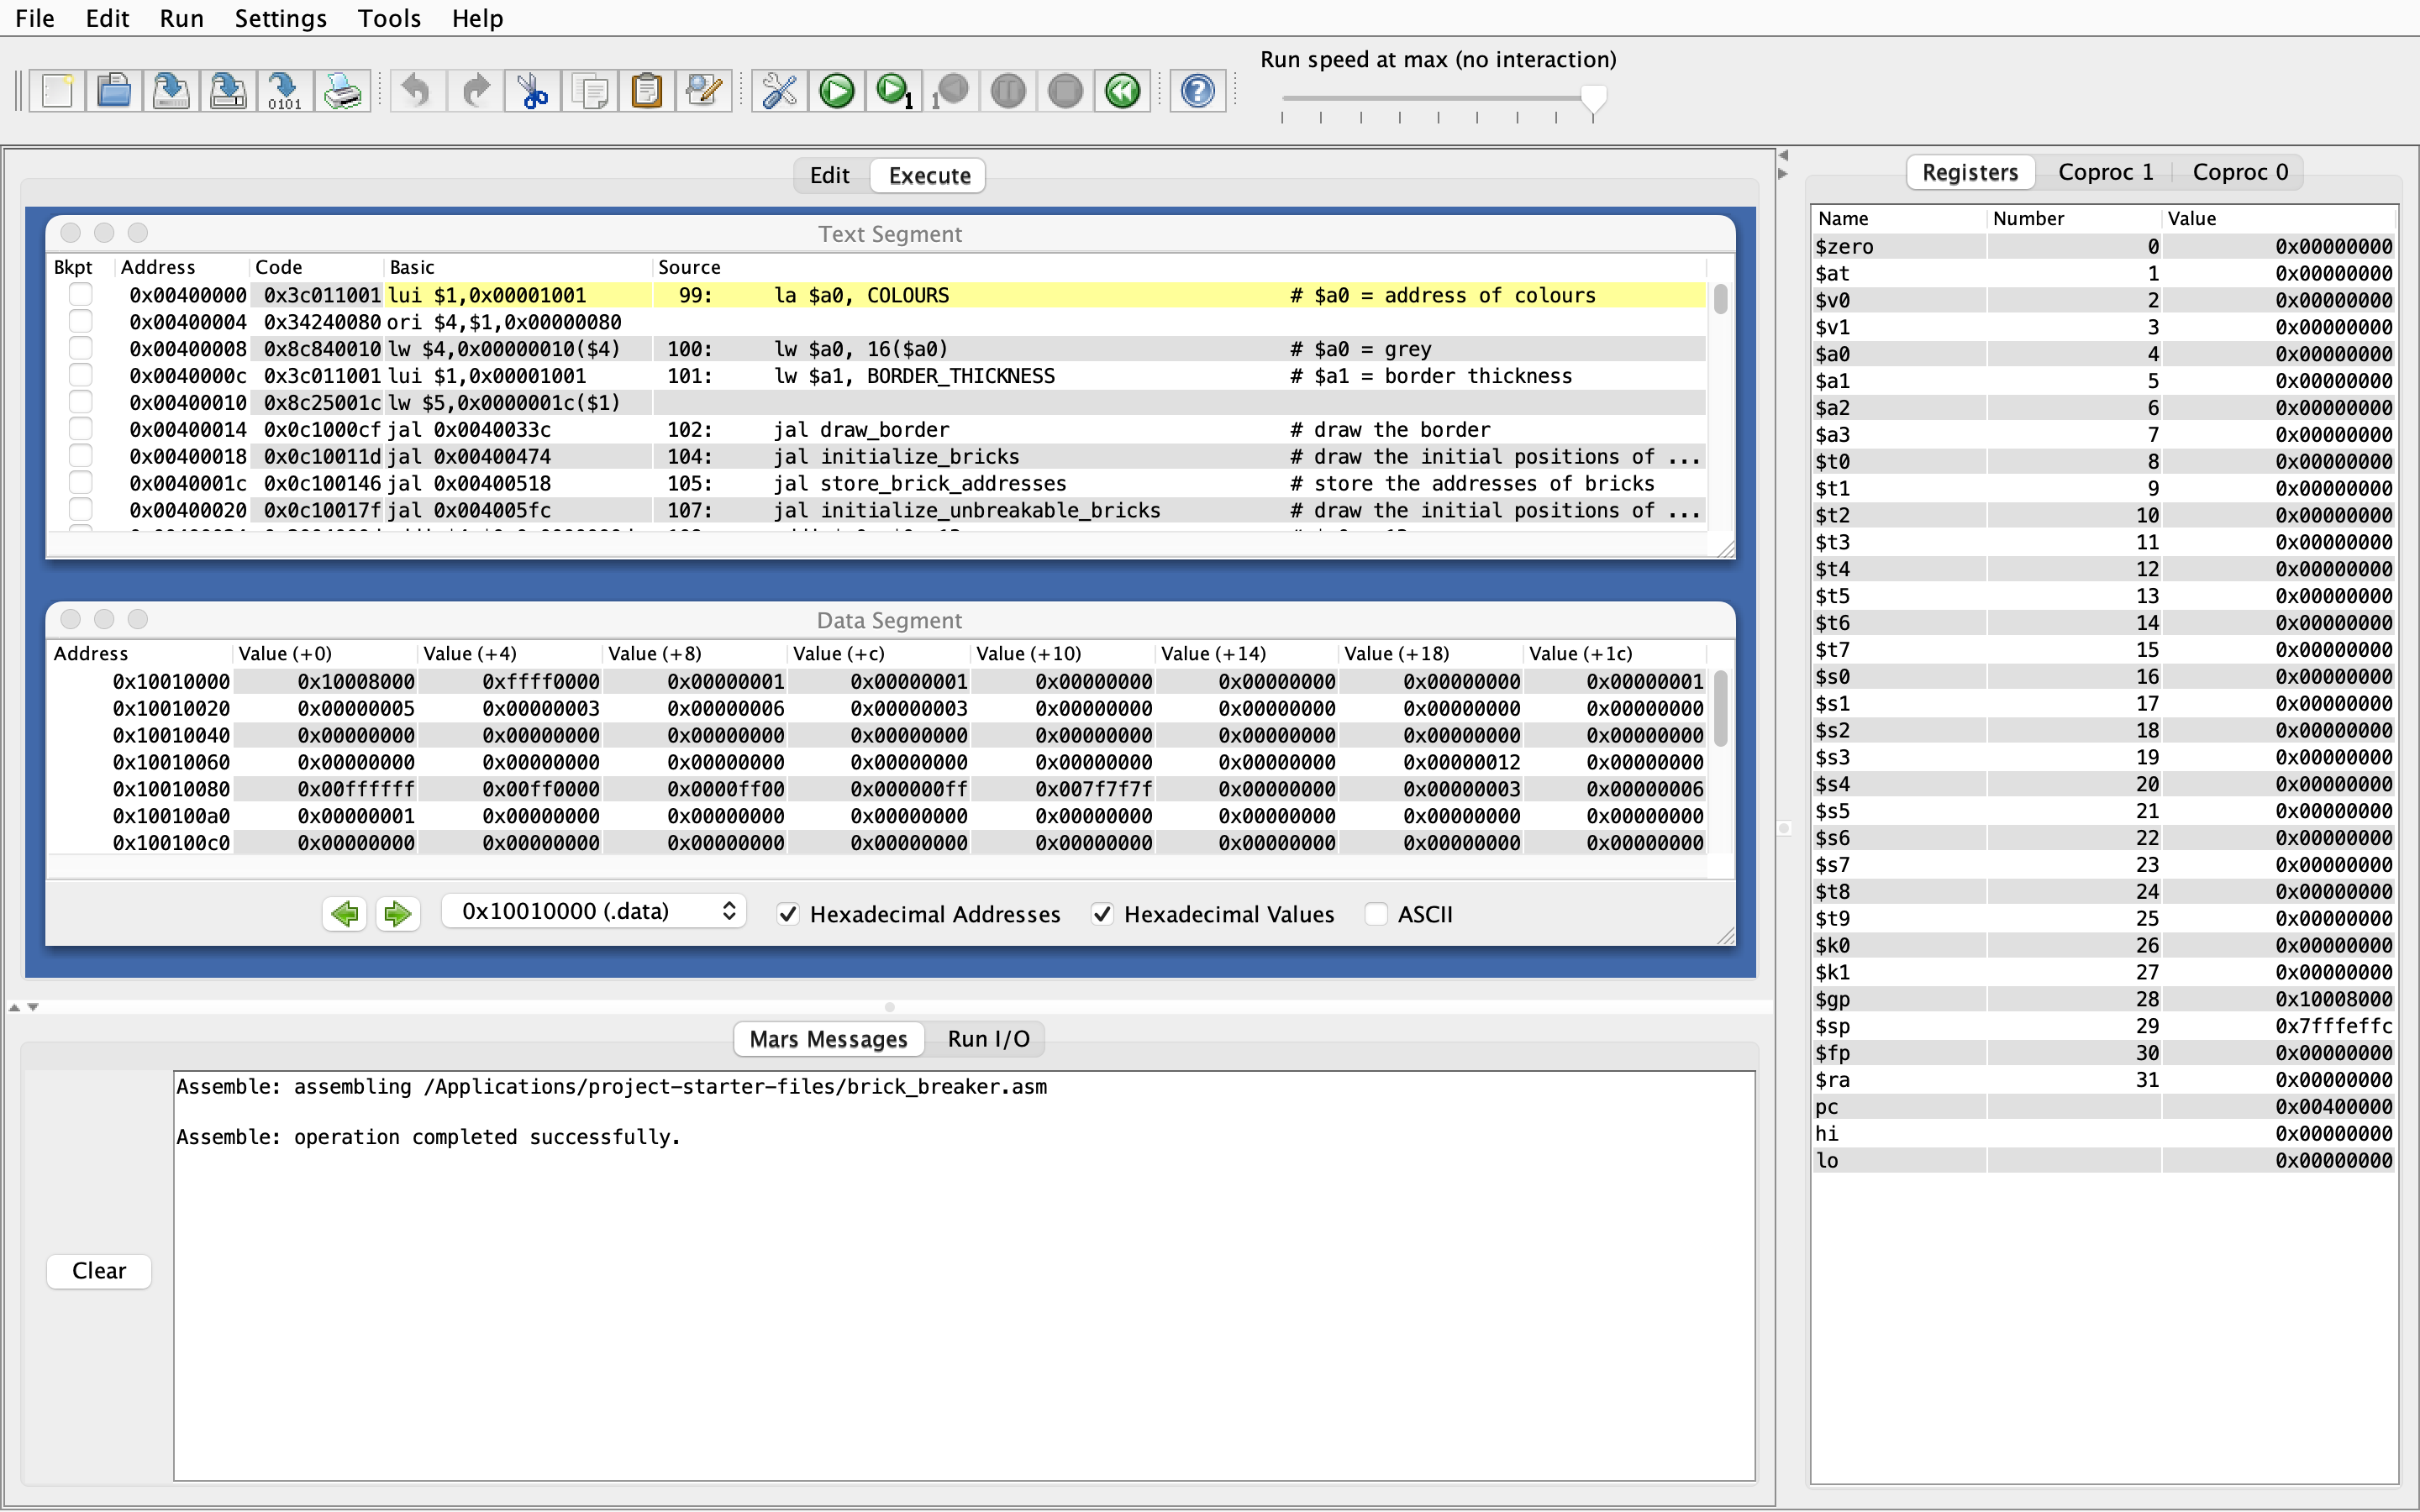 File Edit Run Settings Tools Help
Run speed at max (no interaction)
0101
1
1
Edit Execute
Text Segment
Bkpt Address Code Basic Source
0x00400000 0x3c011001 lui $1,0x00001001 99: la $a0, COLOURS # $a0 = address of colours
0x00400004 0x34240080 ori $4,$1,0x00000080
0x00400008 0x8c840010 lw $4,0x00000010($4) 100: lw $a0, 16($a0) # $a0 = grey
0x0040000c 0x3c011001 lui $1,0x00001001 101: lw $a1, BORDER_THICKNESS # $a1 = border thickness
0x00400010 0x8c25001c lw $5,0x0000001c($1)
0x00400014 0x0c1000cf jal 0x0040033c 102: jal draw_border # draw the border
0x00400018 0x0c10011d jal 0x00400474 104: jal initialize_bricks # draw the initial positions of ...
0x0040001c 0x0c100146 jal 0x00400518 105: jal store_brick_addresses # store the addresses of bricks
0x00400020 0x0c10017f jal 0x004005fc 107: jal initialize_unbreakable_bricks # draw the initial positions of ...
Data Segment
Address Value (+0) Value (+4) Value (+8) Value (+c) Value (+10) Value (+14) Value (+18) Value (+1c)
0x10010000 0x10008000 0xffff0000 0x00000001 0x00000001 0x00000000 0x00000000 0x00000000 0x00000001
0x10010020 0x00000005 0x00000003 0x00000006 0x00000003 0x00000000 0x00000000 0x00000000 0x00000000
0x10010040 0x00000000 0x00000000 0x00000000 0x00000000 0x00000000 0x00000000 0x00000000 0x00000000
0x10010060 0x00000000 0x00000000 0x00000000 0x00000000 0x00000000 0x00000000 0x00000012 0x00000000
0x10010080 0x00ffffff 0x00ff0000 0x0000ff00 0x000000ff 0x007f7f7f 0x00000000 0x00000003 0x00000006
0x100100a0 0x00000001 0x00000000 0x00000000 0x00000000 0x00000000 0x00000000 0x00000000 0x00000000
0x100100c0 0x00000000 0x00000000 0x00000000 0x00000000 0x00000000 0x00000000 0x00000000 0x00000000
0x10010000 (.data) Hexadecimal Addresses Hexadecimal Values ASCII
Mars Messages Run I/O
Assemble: assembling /Applications/project-starter-files/brick_breaker.asm
Assemble: operation completed successfully.
Clear
Registers Coproc 1 Coproc 0
Name Number Value
$zero 0 0x00000000
$at 1 0x00000000
$v0 2 0x00000000
$v1 3 0x00000000
$a0 4 0x00000000
$a1 5 0x00000000
$a2 6 0x00000000
$a3 7 0x00000000
$t0 8 0x00000000
$t1 9 0x00000000
$t2 10 0x00000000
$t3 11 0x00000000
$t4 12 0x00000000
$t5 13 0x00000000
$t6 14 0x00000000
$t7 15 0x00000000
$s0 16 0x00000000
$s1 17 0x00000000
$s2 18 0x00000000
$s3 19 0x00000000
$s4 20 0x00000000
$s5 21 0x00000000
$s6 22 0x00000000
$s7 23 0x00000000
$t8 24 0x00000000
$t9 25 0x00000000
$k0 26 0x00000000
$k1 27 0x00000000
$gp 28 0x10008000
$sp 29 0x7fffeffc
$fp 30 0x00000000
$ra 31 0x00000000
pc 0x00400000
hi 0x00000000
lo 0x00000000